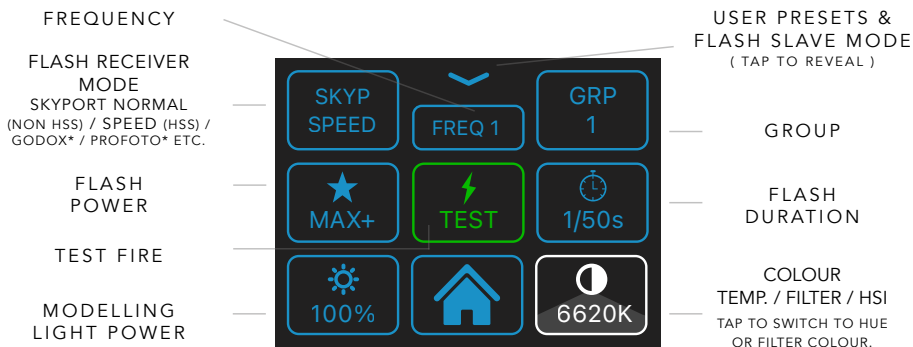 FREQUENCY
FLASH RECEIVER
MODE
SKYPORT NORMAL
(NON HSS) / SPEED (HSS) /
GODOX* / PROFOTO* ETC.
FLASH
POWER
TEST FIRE
MODELLING
LIGHT POWER
SKYP
SPEED
FREQ 1
GRP
1
MAX+
TEST
1/50s
100%
6620K
USER PRESETS &
FLASH SLAVE MODE
( TAP TO REVEAL )
GROUP
FLASH
DURATION
COLOUR
TEMP. / FILTER / HSI
TAP TO SWITCH TO HUE
OR FILTER COLOUR.